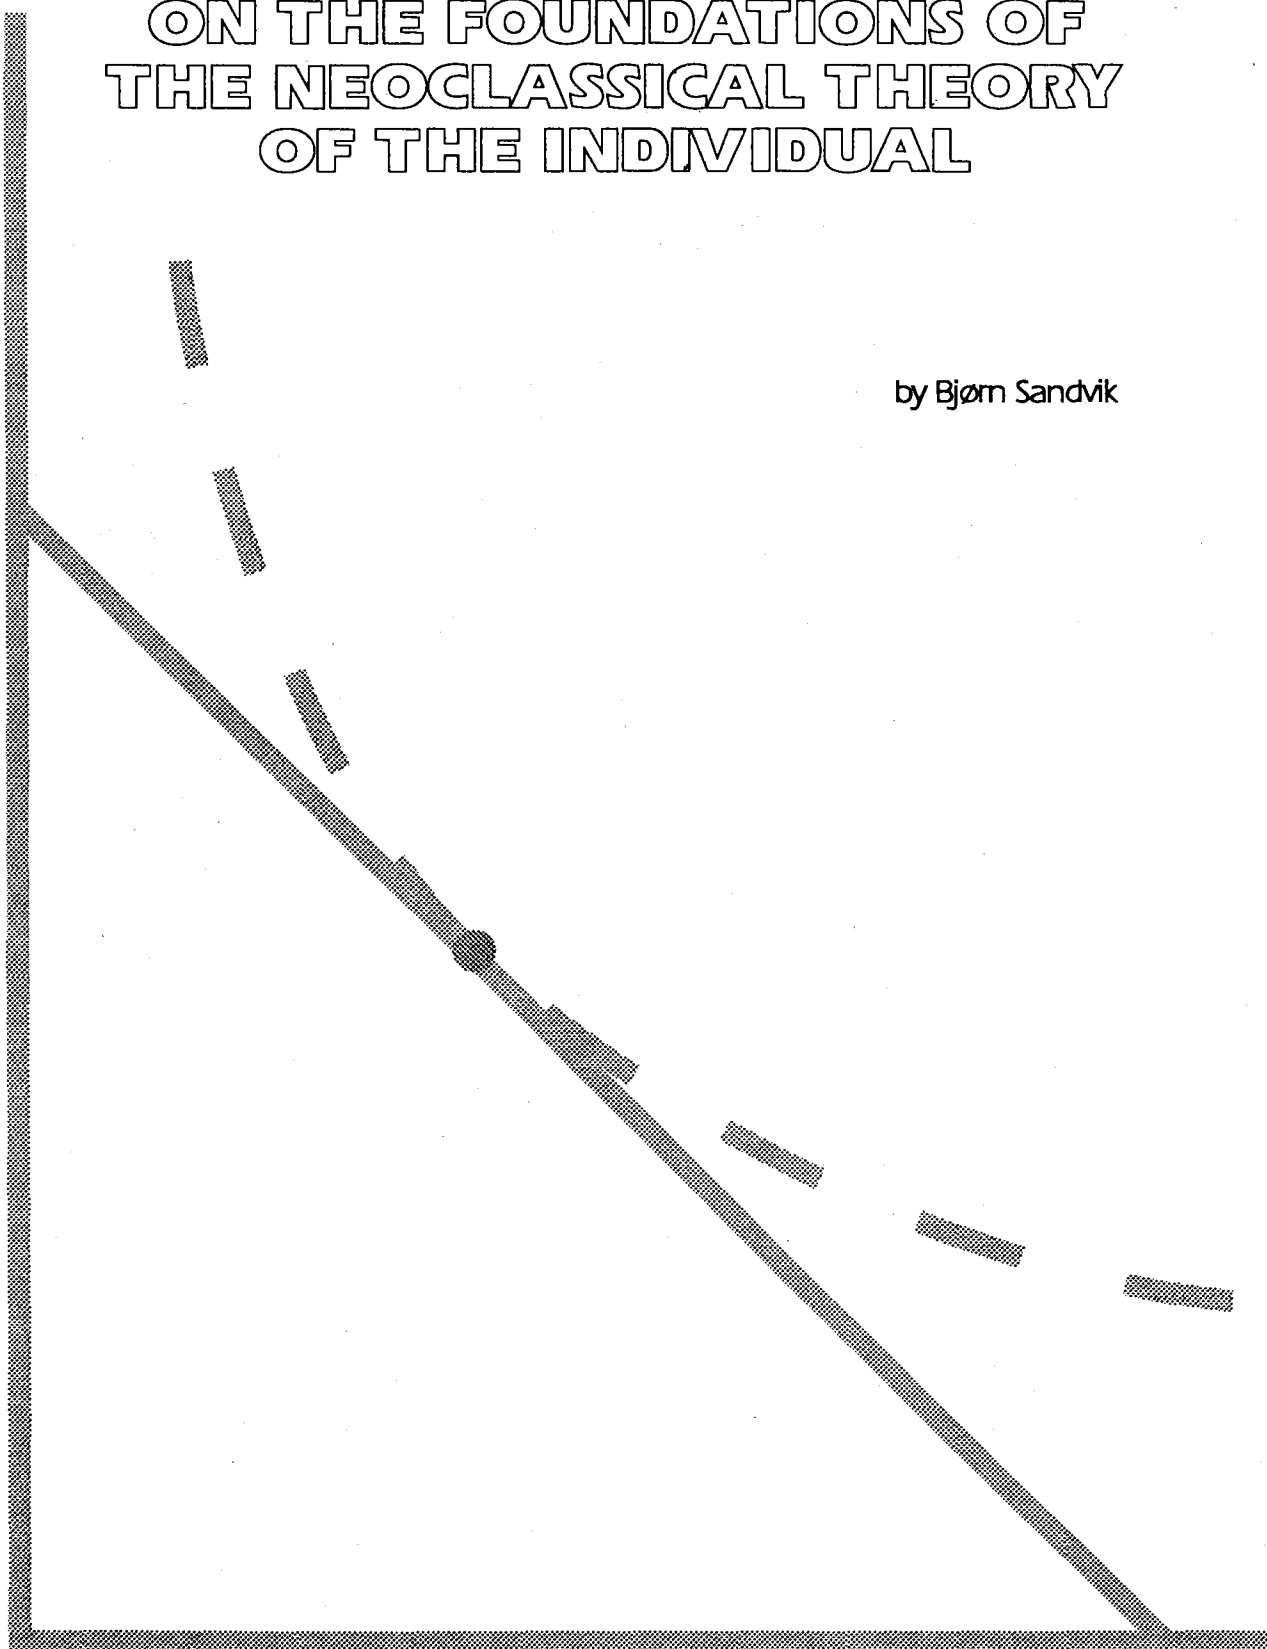 ON THE FOUNDATIONS OF
THE NEOCLASSICAL THEORY
OF THE INDIVIDUAL
by Bjørn Sandvik